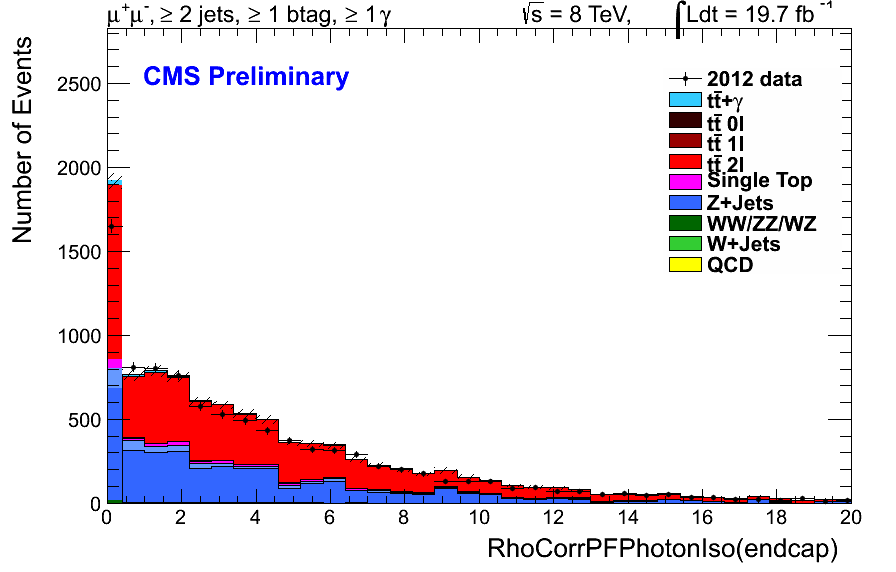 μ⁺μ⁻, ≥ 2 jets, ≥ 1 btag, ≥ 1 γ √s = 8 TeV, ∫Ldt = 19.7 fb⁻¹
CMS Preliminary
2012 data
tt̄+γ
tt̄ 0l
tt̄ 1l
tt̄ 2l
Single Top
Z+Jets
WW/ZZ/WZ
W+Jets
QCD
Number of Events
2500
2000
1500
1000
500
0
0 2 4 6 8 10 12 14 16 18 20
RhoCorrPFPhotonIso(endcap)